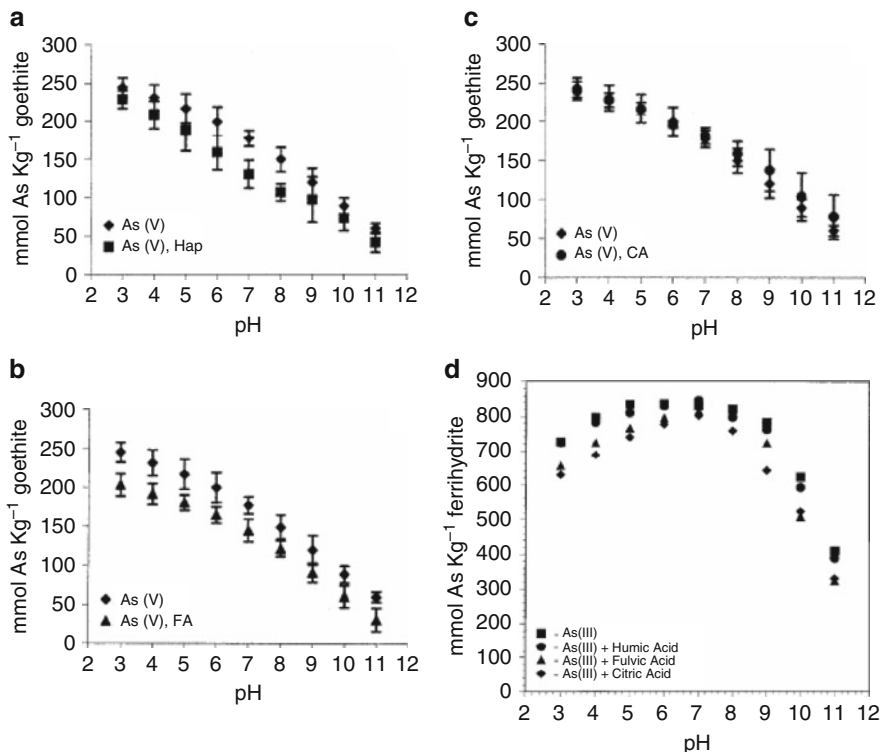 a
mmol As Kg⁻¹ goethite
300
250
200
150
100
50
0
As (V)
As (V), Hap
2 3 4 5 6 7 8 9 10 11 12
pH
b
mmol As Kg⁻¹ goethite
300
250
200
150
100
50
0
As (V)
As (V), FA
2 3 4 5 6 7 8 9 10 11 12
pH
c
mmol As Kg⁻¹ goethite
300
250
200
150
100
50
0
As (V)
As (V), CA
2 3 4 5 6 7 8 9 10 11 12
pH
d
mmol As Kg⁻¹ ferrihydrite
900
800
700
600
500
400
300
200
100
0
- As(III)
- As(III) + Humic Acid
- As(III) + Fulvic Acid
- As(III) + Citric Acid
2 3 4 5 6 7 8 9 10 11 12
pH